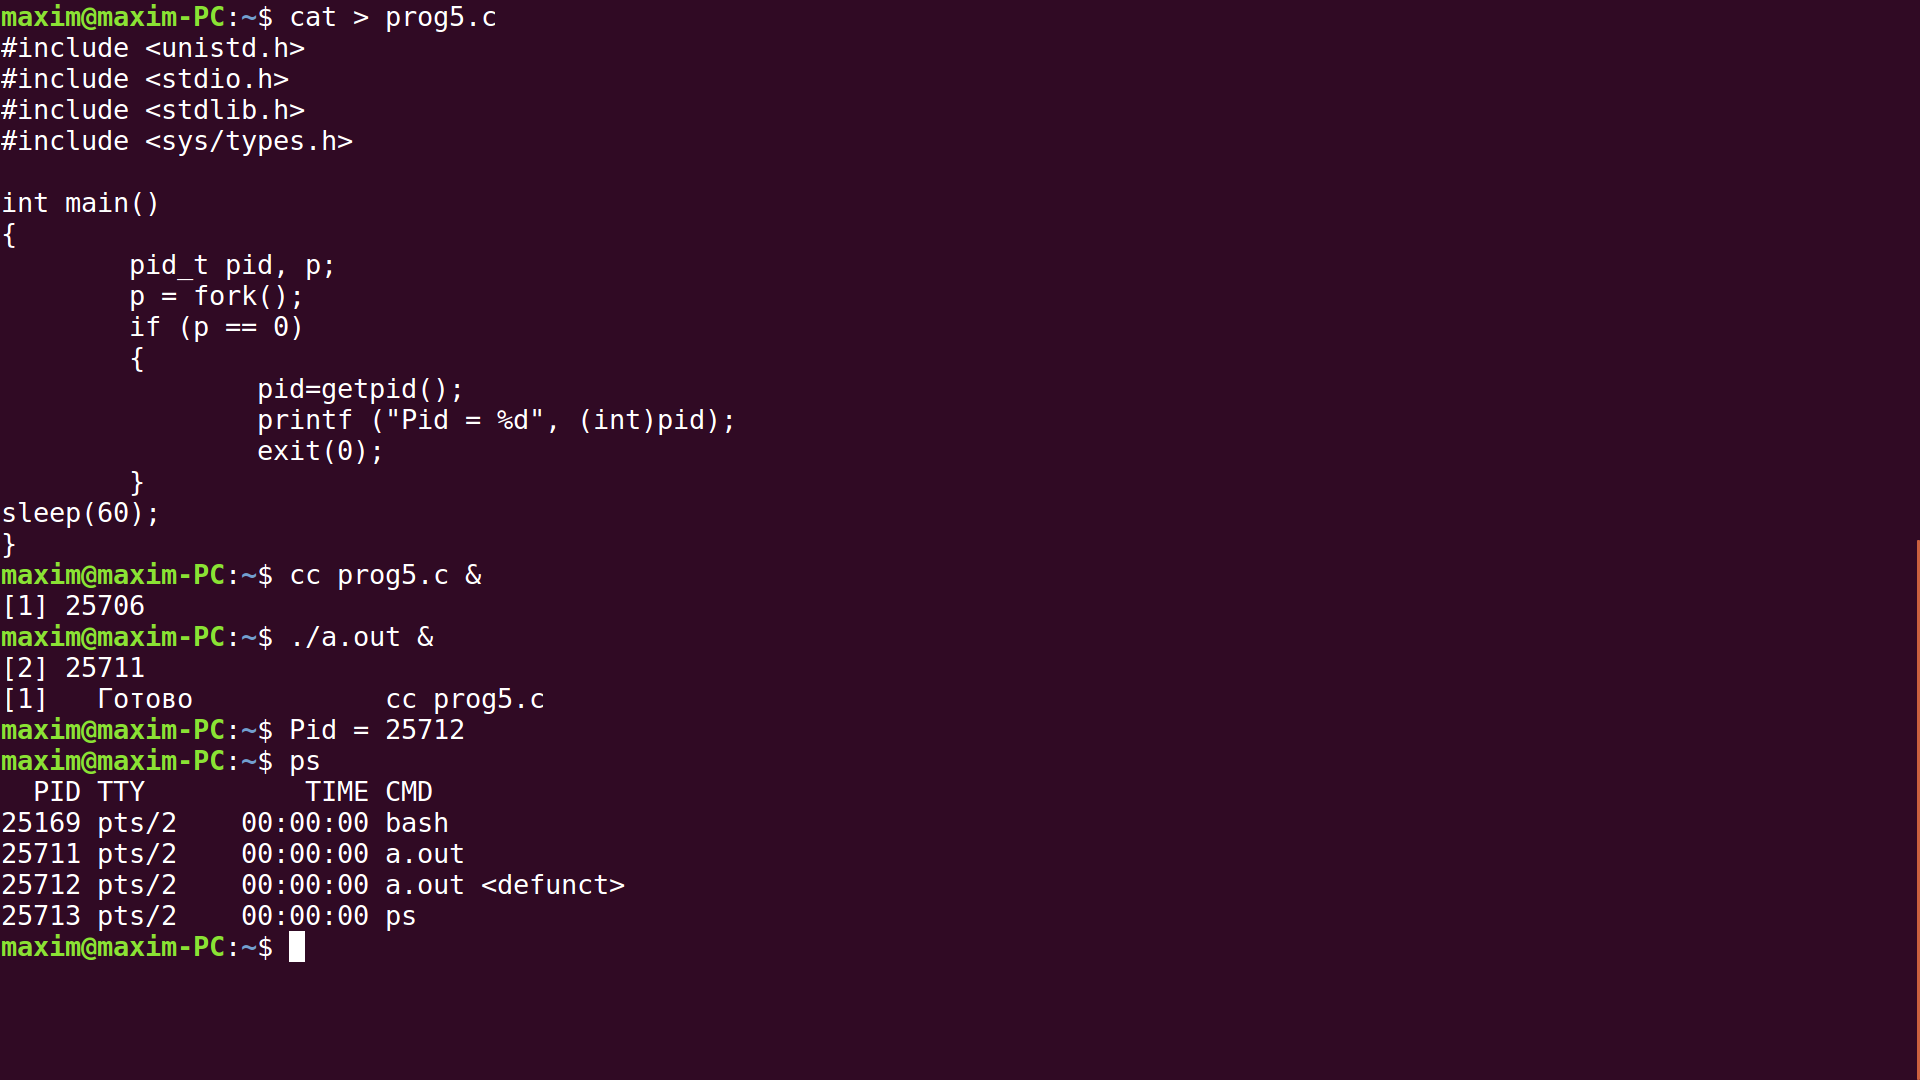 maxim@maxim-PC:~$ cat > prog5.c
#include <unistd.h>
#include <stdio.h>
#include <stdlib.h>
#include <sys/types.h>

int main()
{
        pid_t pid, p;
        p = fork();
        if (p == 0)
        {
                pid=getpid();
                printf ("Pid = %d", (int)pid);
                exit(0);
        }
sleep(60);
}
maxim@maxim-PC:~$ cc prog5.c &
[1] 25706
maxim@maxim-PC:~$ ./a.out &
[2] 25711
[1]   Готово            cc prog5.c
maxim@maxim-PC:~$ Pid = 25712
maxim@maxim-PC:~$ ps
  PID TTY          TIME CMD
25169 pts/2    00:00:00 bash
25711 pts/2    00:00:00 a.out
25712 pts/2    00:00:00 a.out <defunct>
25713 pts/2    00:00:00 ps
maxim@maxim-PC:~$